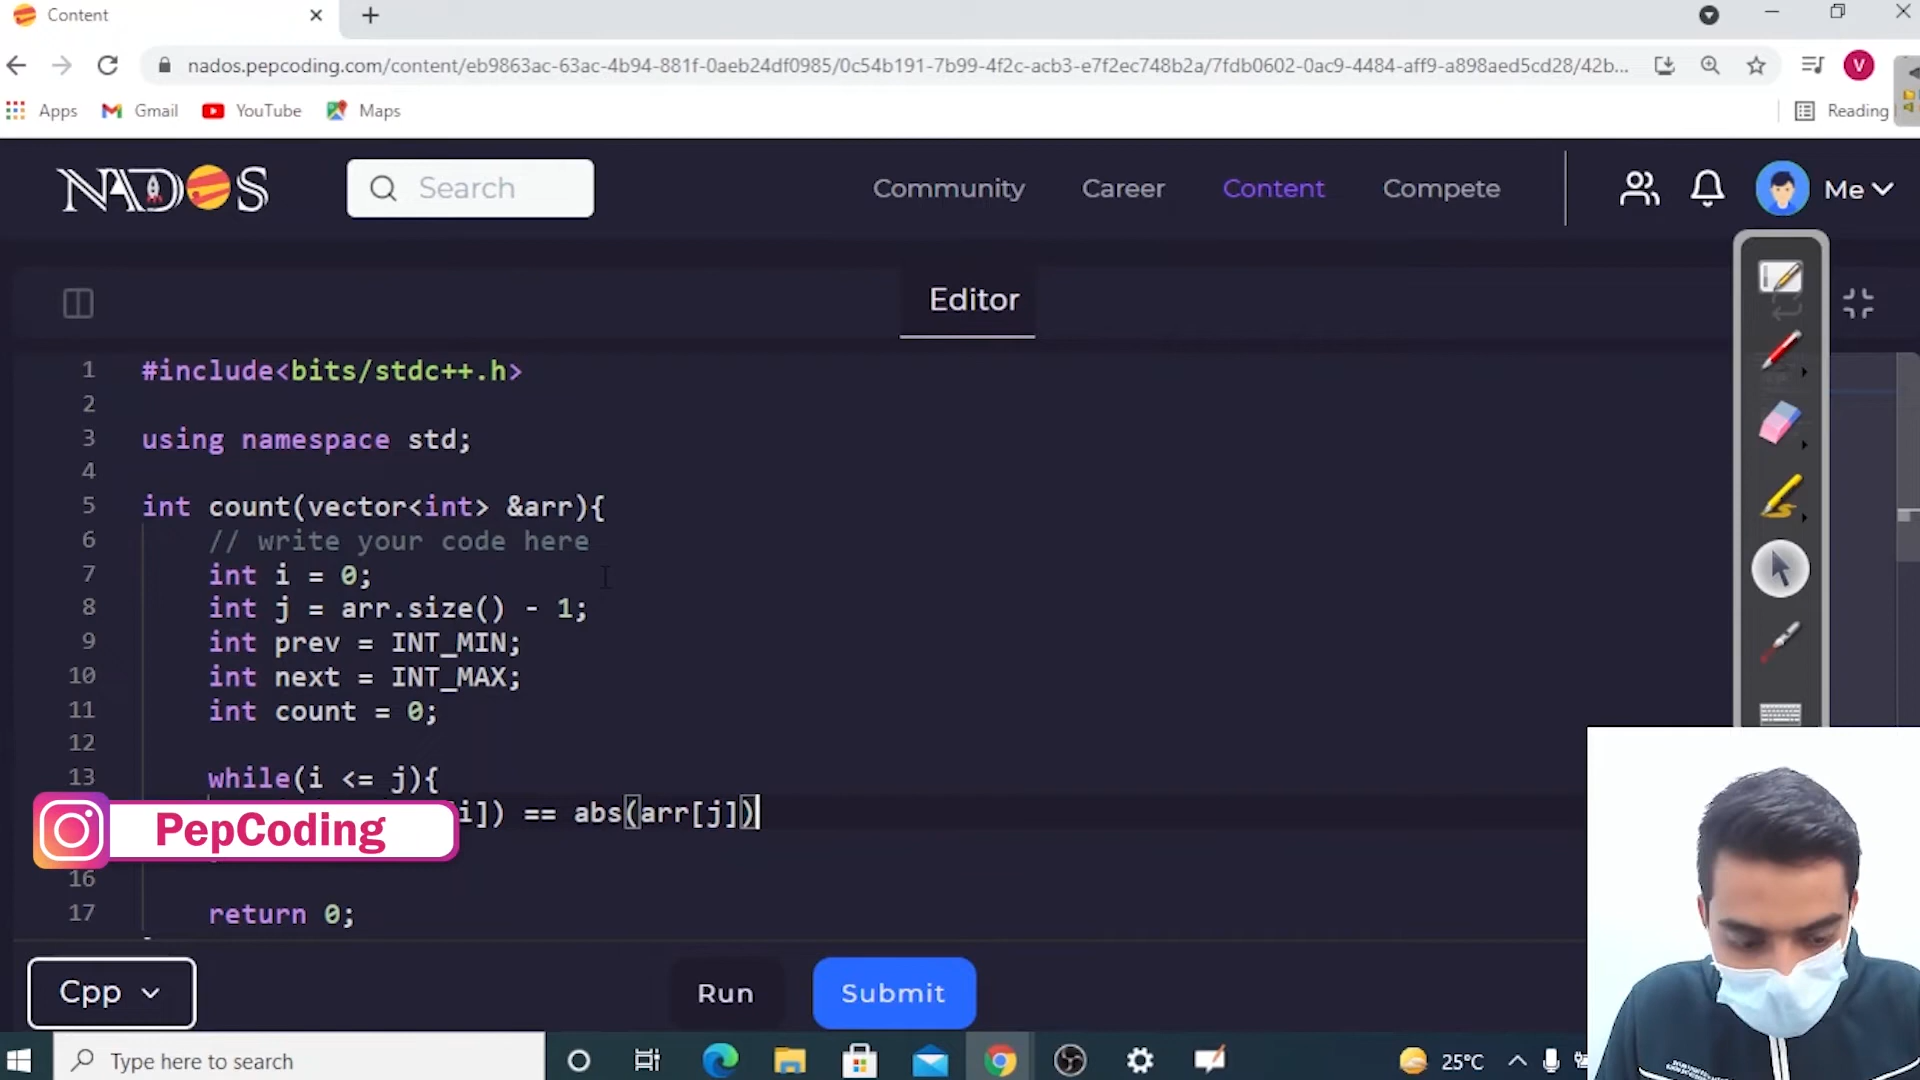 Content
nados.pepcoding.com/content/eb9863ac-63ac-4b94-881f-0aeb24df0985/0c54b191-7b99-4f2c-acb3-e7f2ec748b2a/7fdb0602-0ac9-4484-aff9-a898aed5cd28/42b...
V
Apps Gmail YouTube Maps Reading
NADOS Search Community Career Content Compete Me
Editor
1 #include<bits/stdc++.h>
2
3 using namespace std;
4
5 int count(vector<int> &arr){
6 // write your code here
7 int i = 0;
8 int j = arr.size() - 1;
9 int prev = INT_MIN;
10 int next = INT_MAX;
11 int count = 0;
12
13 while(i <= j){
i]) == abs(arr[j])
PepCoding
16
17 return 0;
Cpp Run Submit
Type here to search 25°C